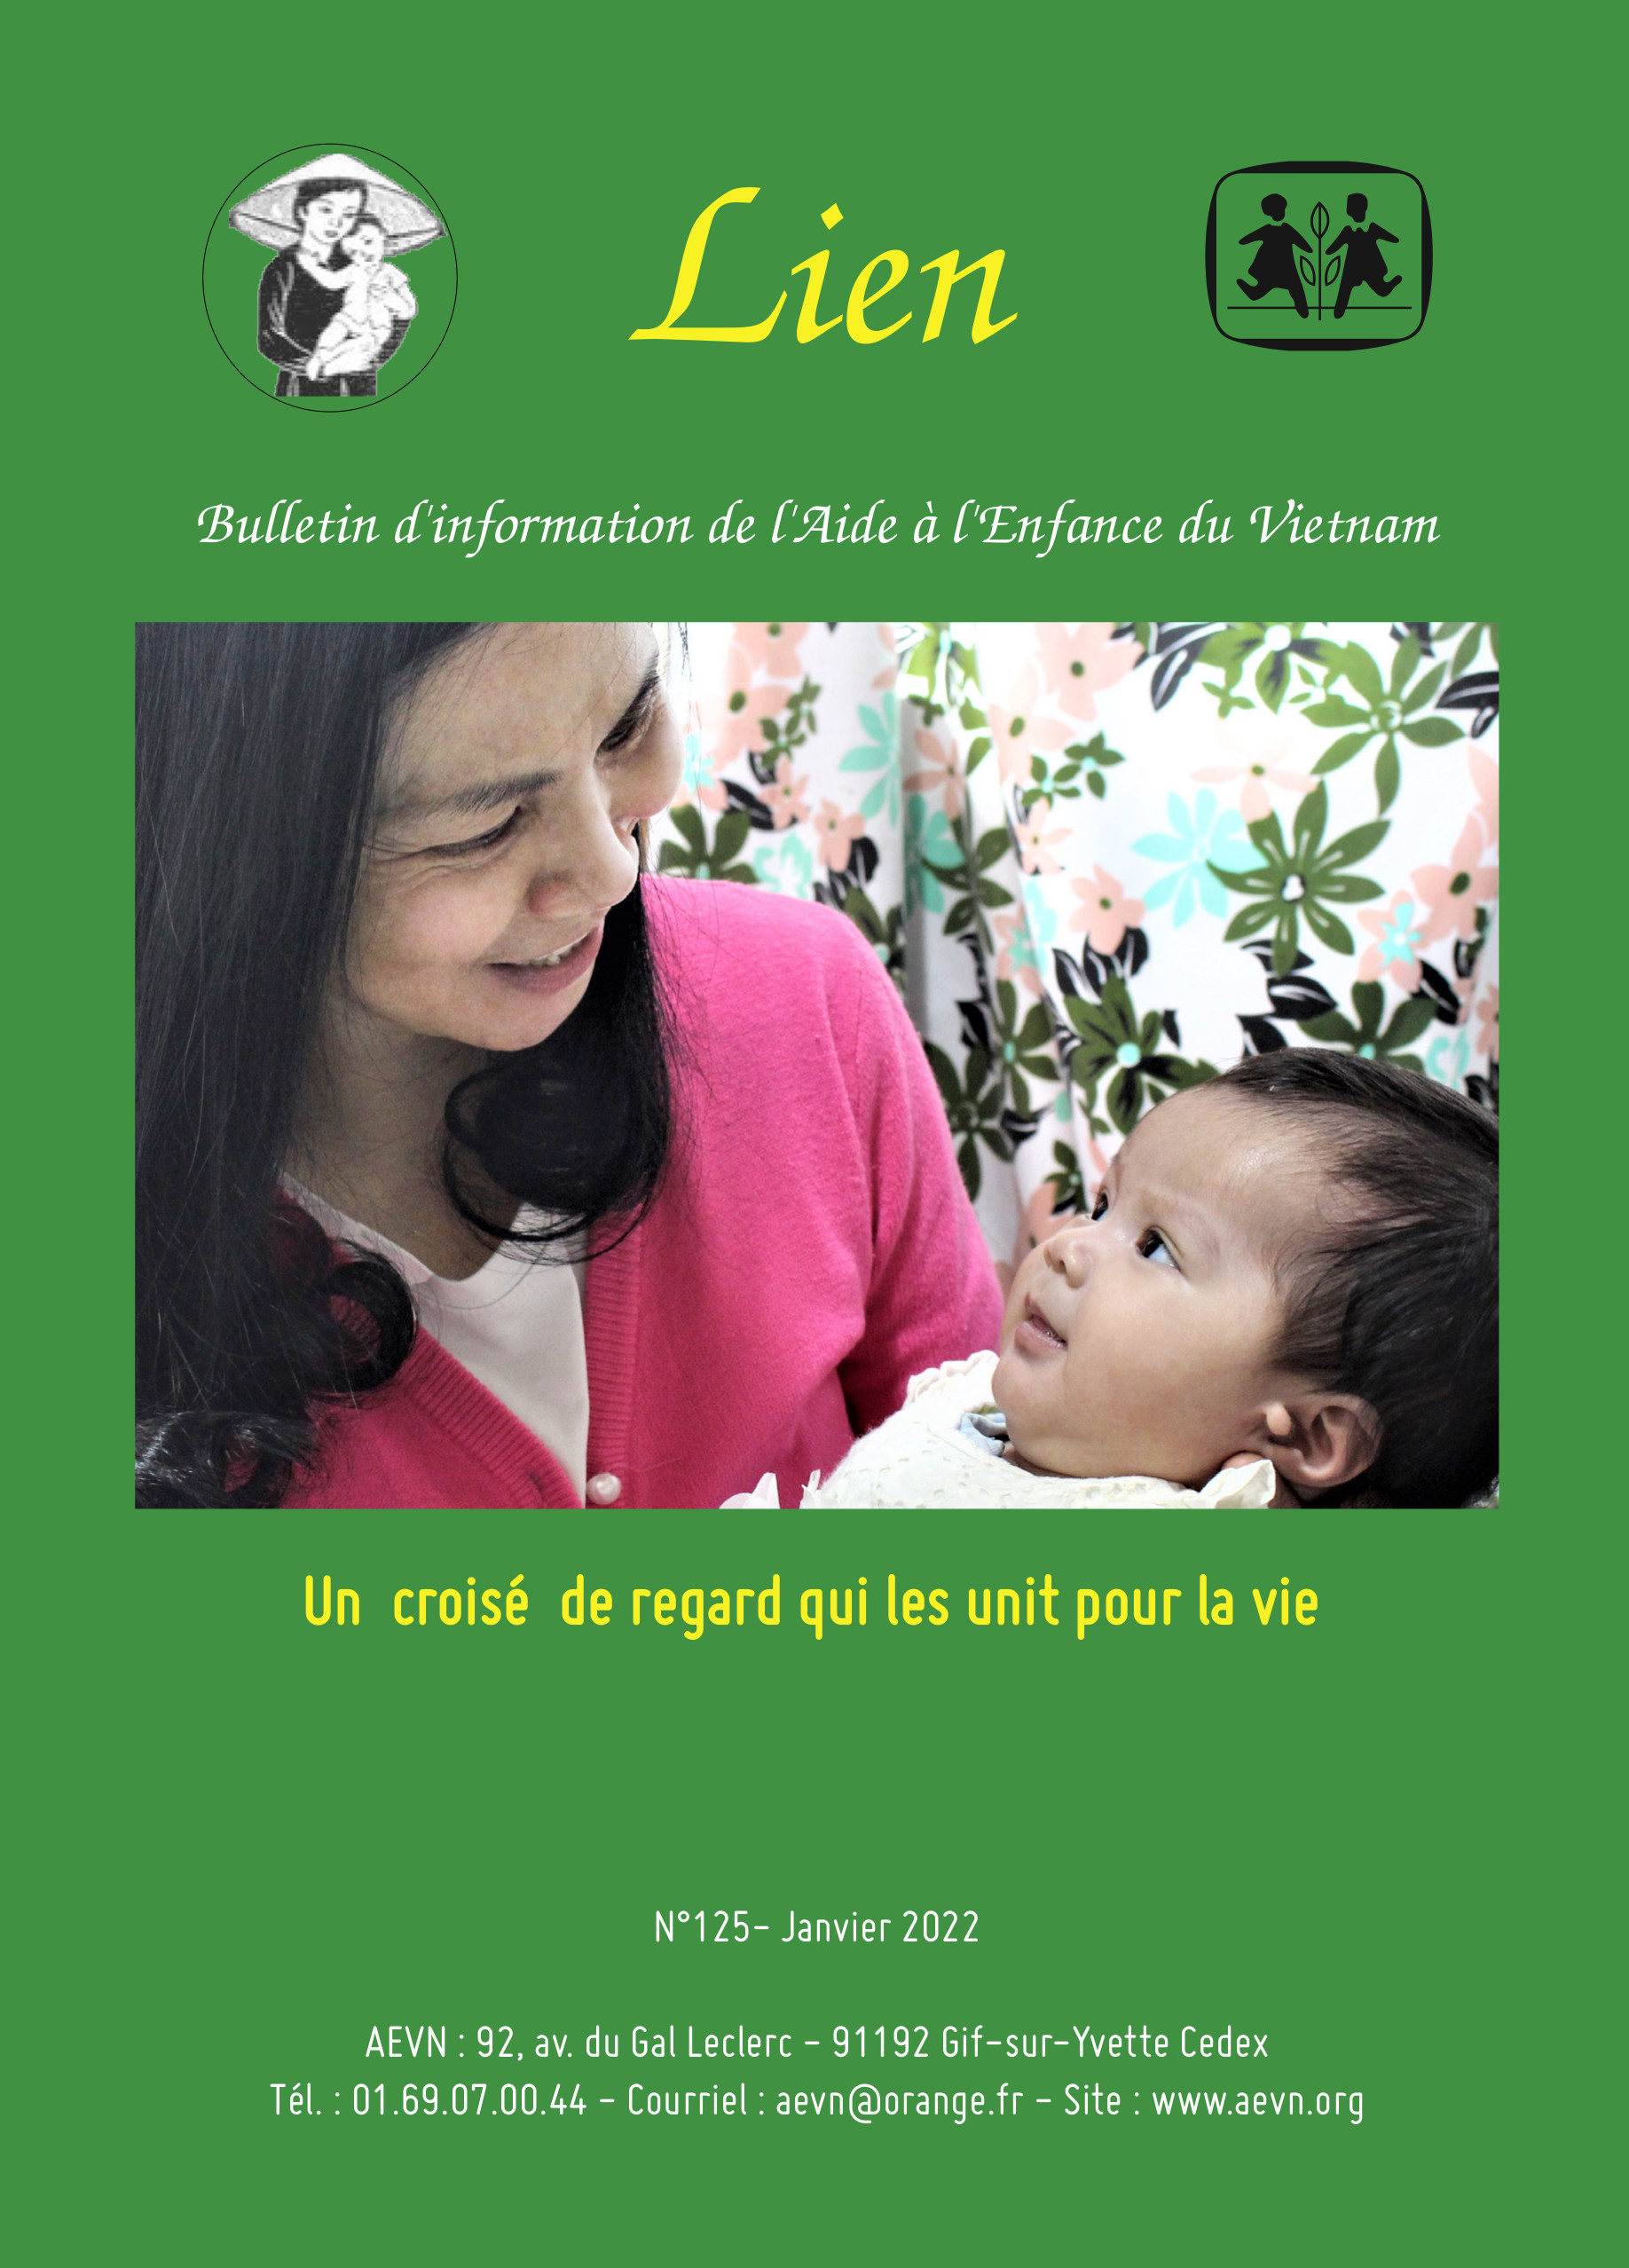 Lien
Bulletin d'information de l'Aide à l'Enfance du Vietnam
Un croisé de regard qui les unit pour la vie
N°125- Janvier 2022
AEVN : 92, av. du Gal Leclerc - 91192 Gif-sur-Yvette Cedex
Tél. : 01.69.07.00.44 - Courriel : aevn@orange.fr - Site : www.aevn.org